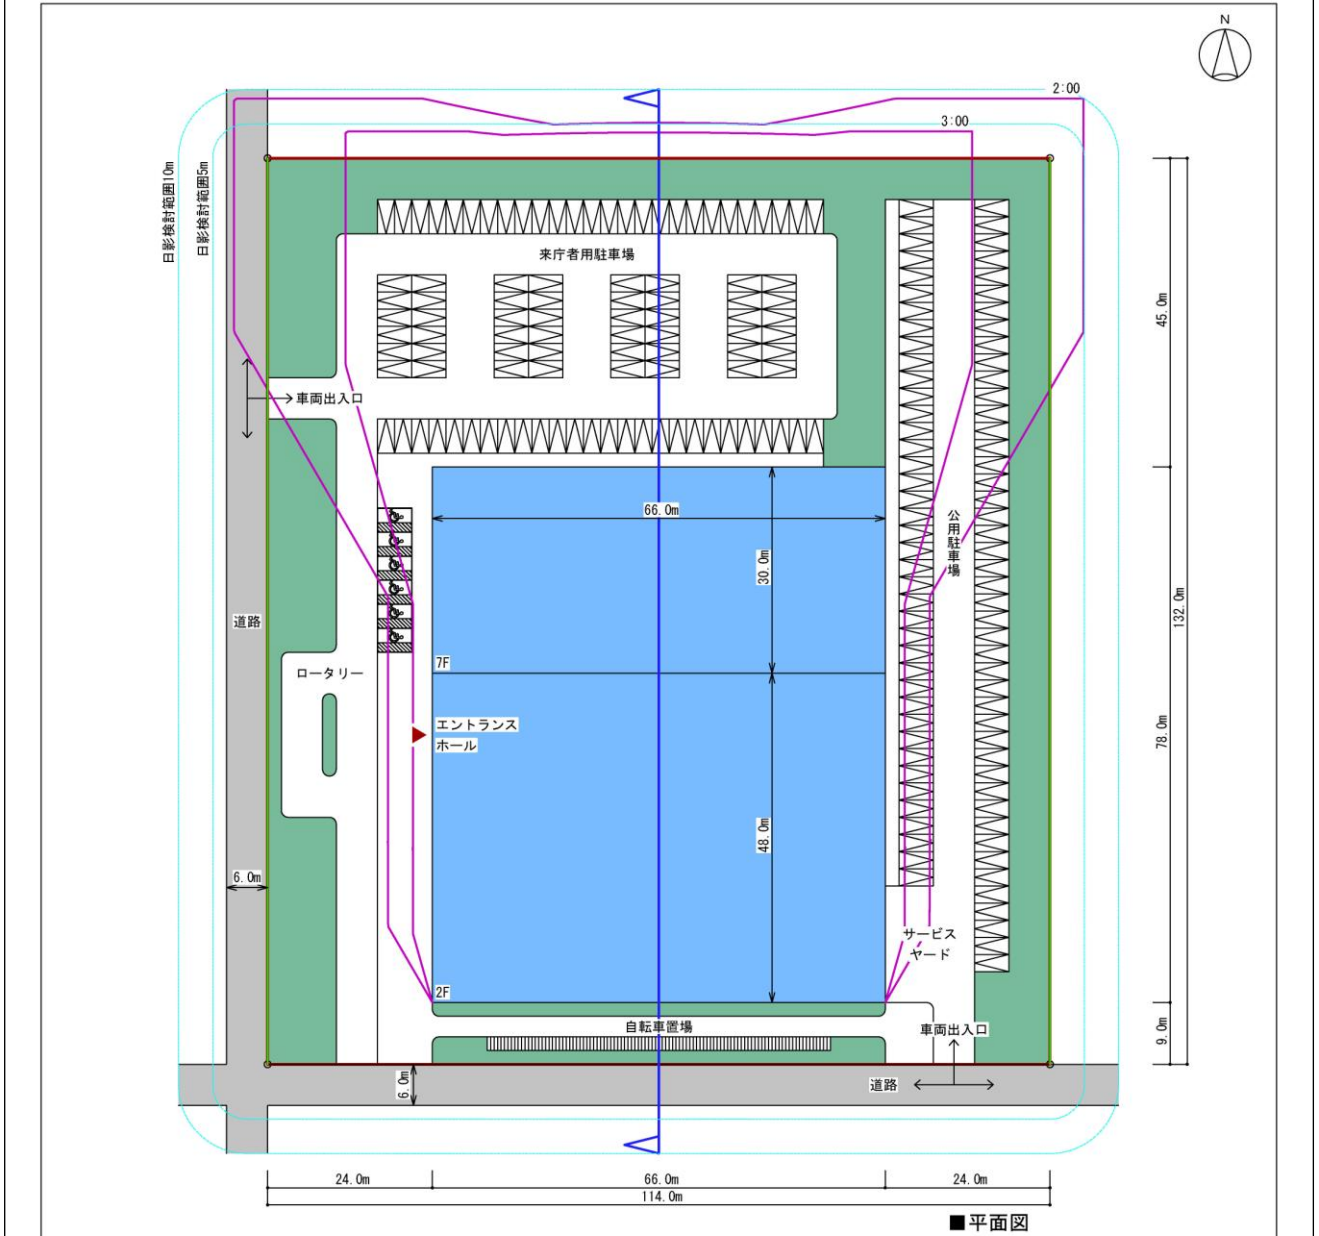 N
2:00
3:00
日影検討範囲10m
日影検討範囲5m
来庁者用駐車場
45.0m
車両出入口
66.0m
公用駐車場
30.0m
132.0m
道路
7F
ロータリー
エントランス
ホール
78.0m
48.0m
6.0m
サービス
ヤード
2F
自転車置場
車両出入口
9.0m
6.0m
道路
24.0m
66.0m
24.0m
114.0m
■平面図